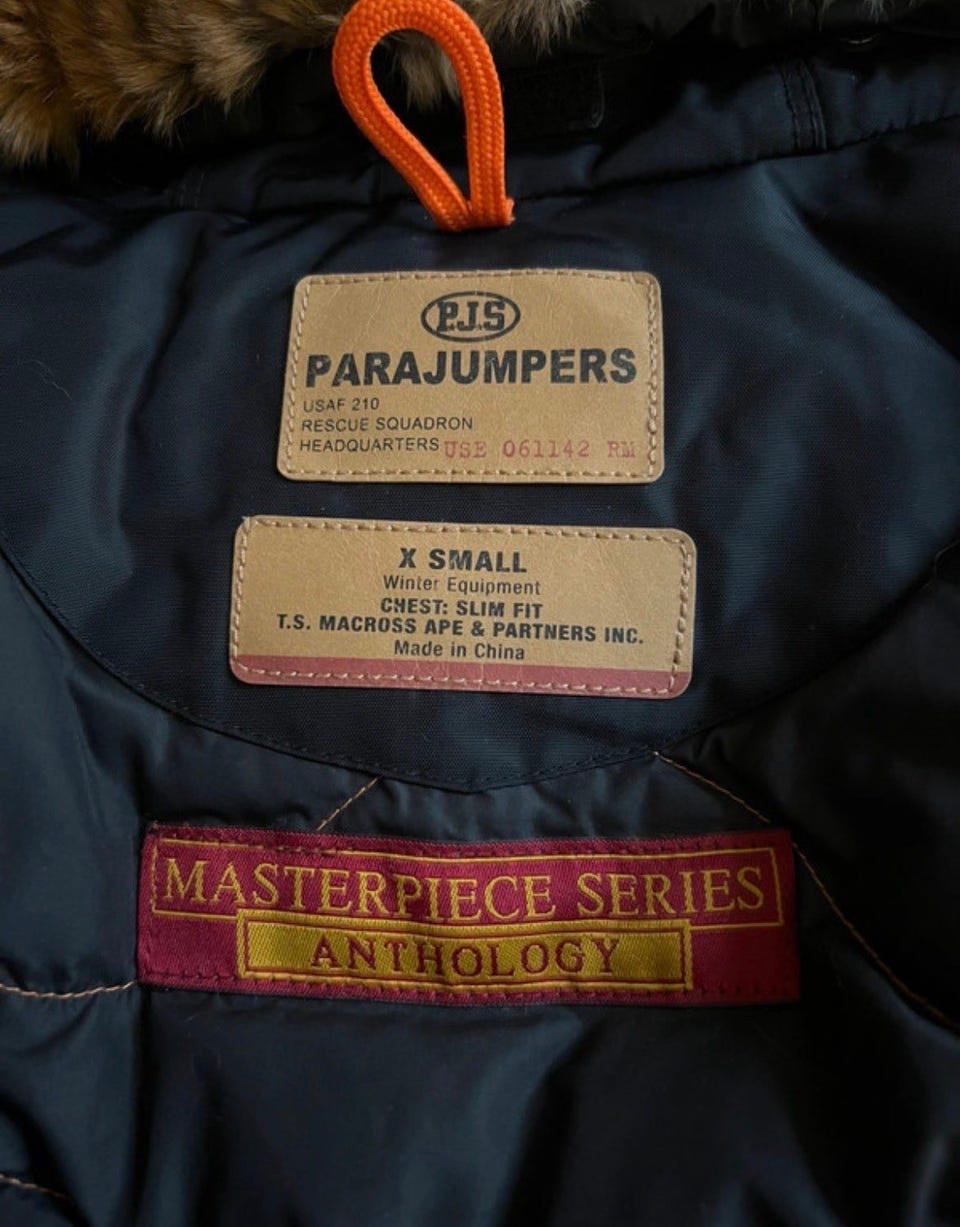 P.J.S
PARAJUMPERS
USAF 210
RESCUE SQUADRON
HEADQUARTERS USE 061142 RM
X SMALL
Winter Equipment
CHEST: SLIM FIT
T.S. MACROSS APE & PARTNERS INC.
Made in China
MASTERPIECE SERIES
ANTHOLOGY